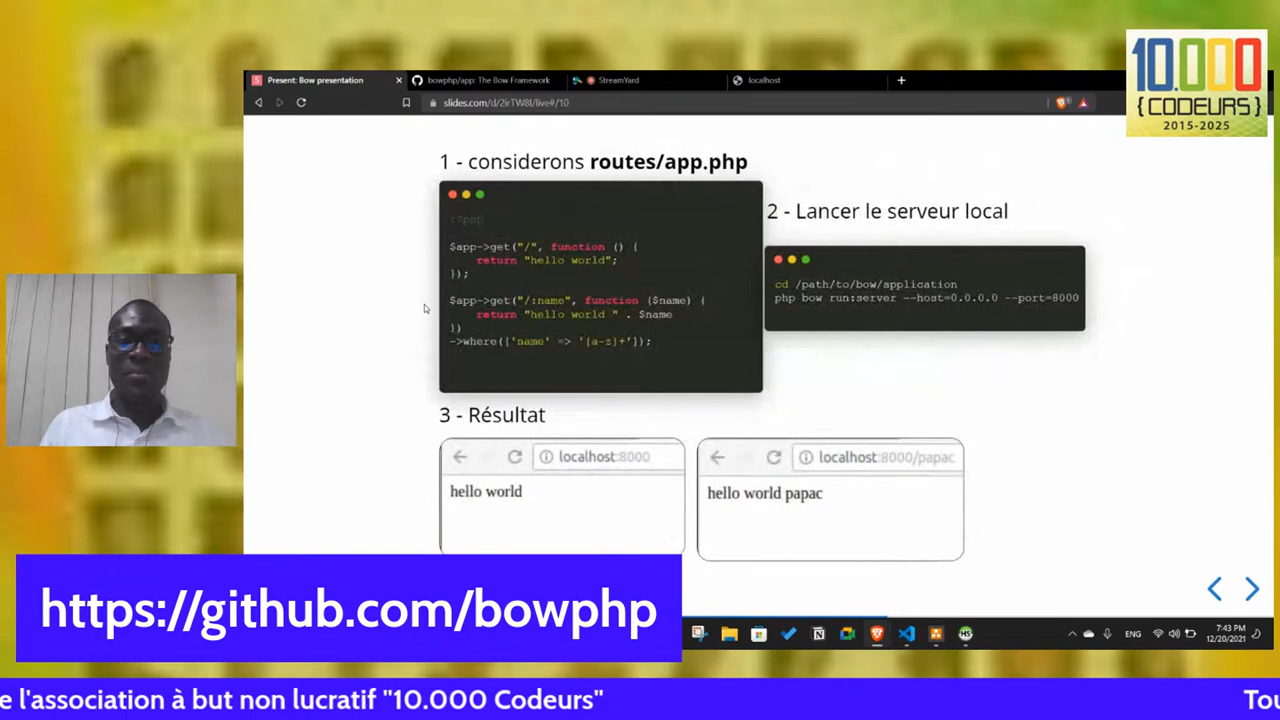 Present: Bow presentation
bowphp/app: The Bow Framework
StreamYard
localhost
slides.com/d/2irTW8I/live#/10
10.000
{CODEURS}
2015-2025
1 - considerons routes/app.php
<?php
$app->get("/", function () {
return "hello world";
});
$app->get("/:name", function ($name) {
return "hello world " . $name
})
->where(['name' => '[a-z]+']);
2 - Lancer le serveur local
cd /path/to/bow/application
php bow run:server --host=0.0.0.0 --port=8000
3 - Résultat
localhost:8000
hello world
localhost:8000/papac
hello world papac
https://github.com/bowphp
ENG
7:43 PM
12/20/2021
e l'association à but non lucratif "10.000 Codeurs"
Tou